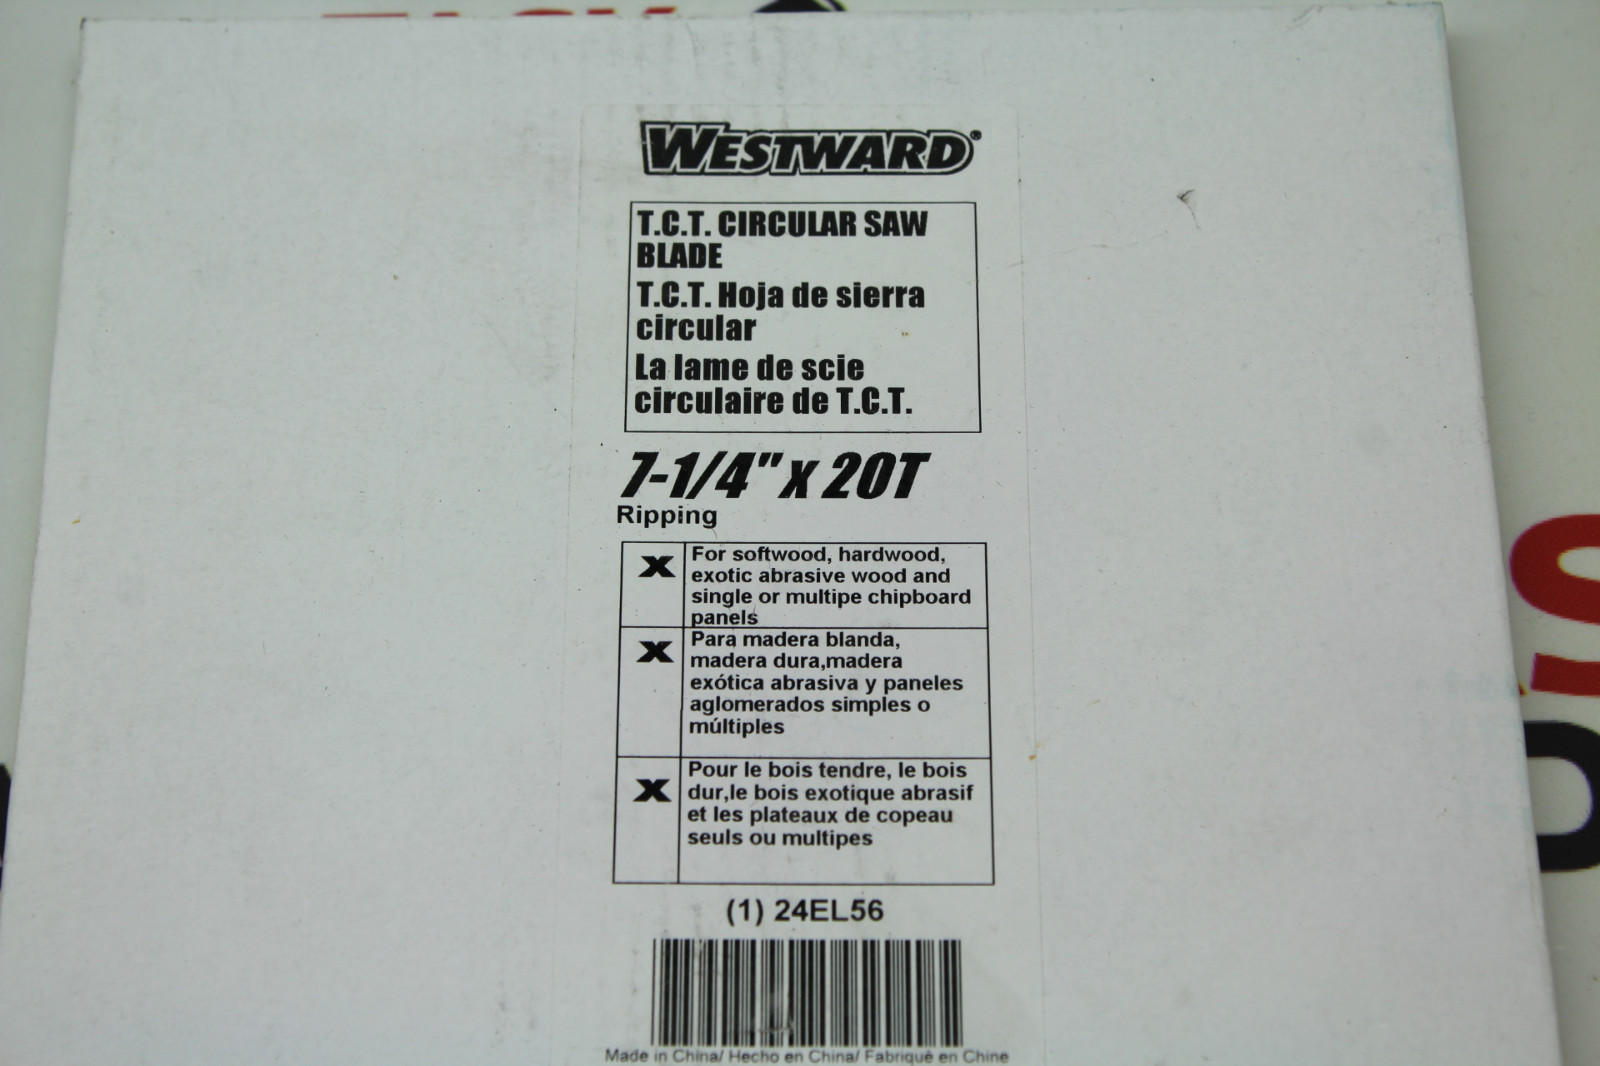 WESTWARD®
T.C.T. CIRCULAR SAW
BLADE
T.C.T. Hoja de sierra
circular
La lame de scie
circulaire de T.C.T.
7-1/4" x 20T
Ripping
X For softwood, hardwood,
exotic abrasive wood and
single or multipe chipboard
panels
X Para madera blanda,
madera dura,madera
exótica abrasiva y paneles
aglomerados simples o
múltiples
X Pour le bois tendre, le bois
dur,le bois exotique abrasif
et les plateaux de copeau
seuls ou multipes
(1) 24EL56
Made in China/ Hecho en China/ Fabriquè en Chine